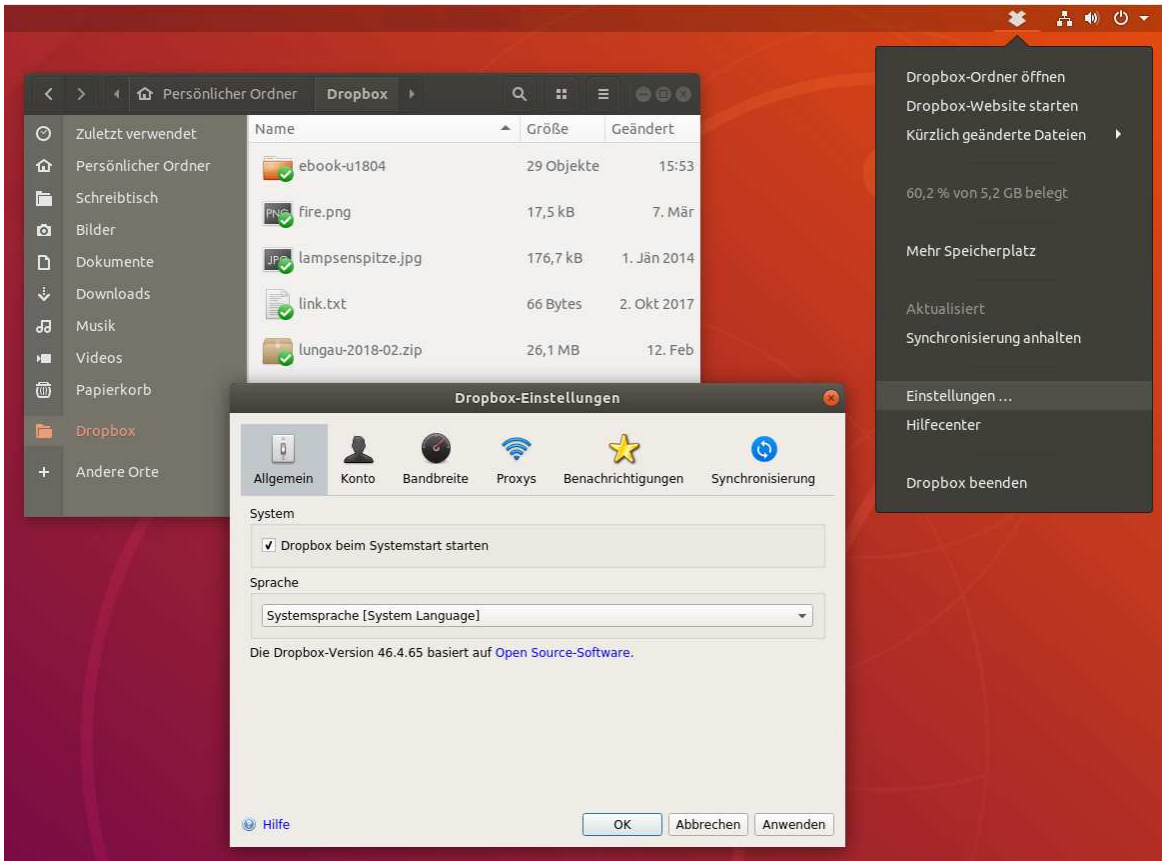 Persönlicher Ordner Dropbox
Name Größe Geändert
Zuletzt verwendet
Persönlicher Ordner
Schreibtisch
Bilder
Dokumente
Downloads
Musik
Videos
Papierkorb
Dropbox
Andere Orte
ebook-u1804 29 Objekte 15:53
PNG fire.png 17,5 kB 7. Mär
JPG lampsenspitze.jpg 176,7 kB 1. Jän 2014
link.txt 66 Bytes 2. Okt 2017
lungau-2018-02.zip 26,1 MB 12. Feb
Dropbox-Ordner öffnen
Dropbox-Website starten
Kürzlich geänderte Dateien
60,2 % von 5,2 GB belegt
Mehr Speicherplatz
Aktualisiert
Synchronisierung anhalten
Einstellungen ...
Hilfecenter
Dropbox beenden
Dropbox-Einstellungen
Allgemein Konto Bandbreite Proxys Benachrichtigungen Synchronisierung
System
Dropbox beim Systemstart starten
Sprache
Systemsprache [System Language]
Die Dropbox-Version 46.4.65 basiert auf Open Source-Software.
Hilfe OK Abbrechen Anwenden